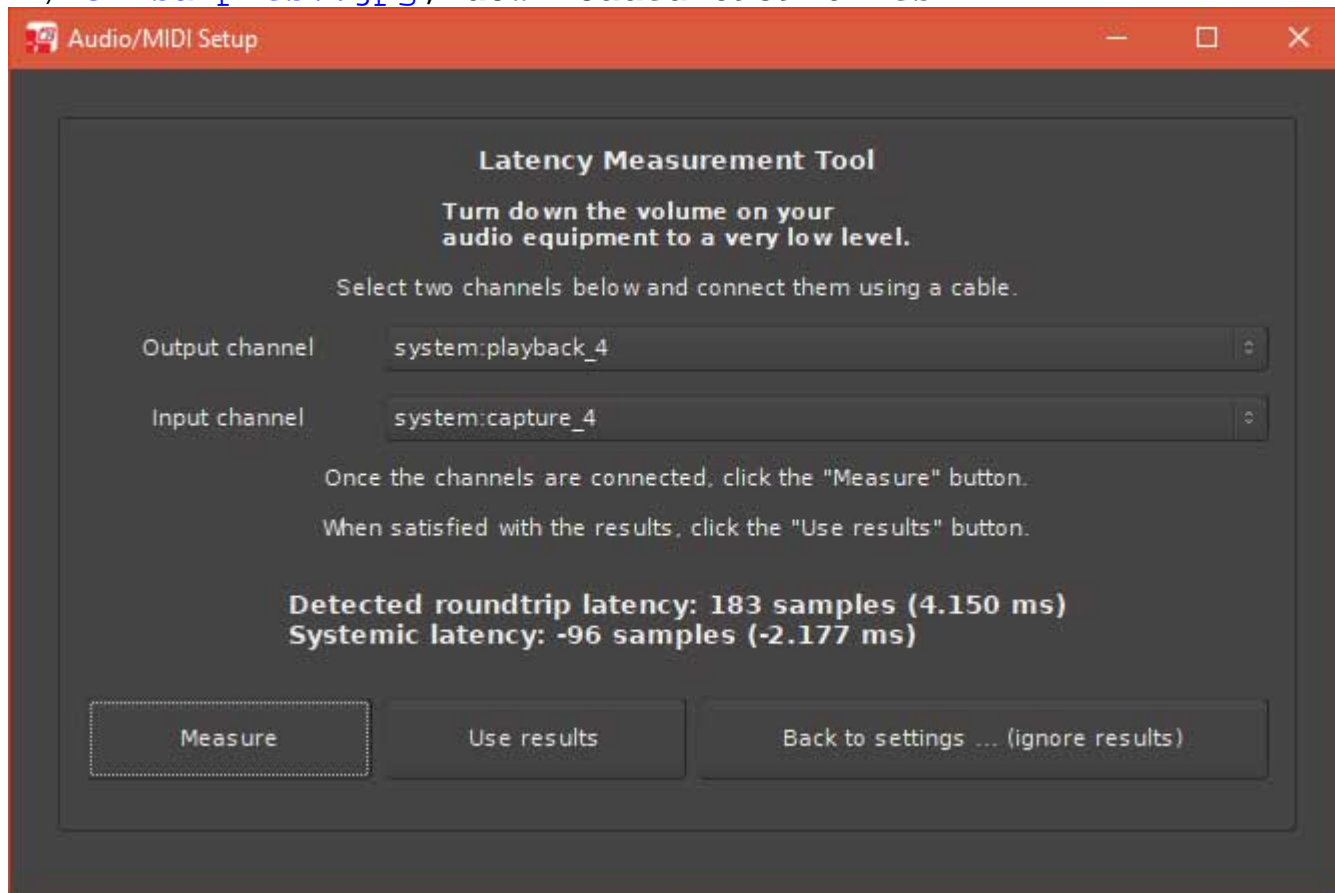 Audio/MIDI Setup
Latency Measurement Tool
Turn down the volume on your
audio equipment to a very low level.
Select two channels below and connect them using a cable.
Output channel system:playback_4
Input channel system:capture_4
Once the channels are connected, click the "Measure" button.
When satisfied with the results, click the "Use results" button.
Detected roundtrip latency: 183 samples (4.150 ms)
Systemic latency: -96 samples (-2.177 ms)
Measure Use results Back to settings ... (ignore results)